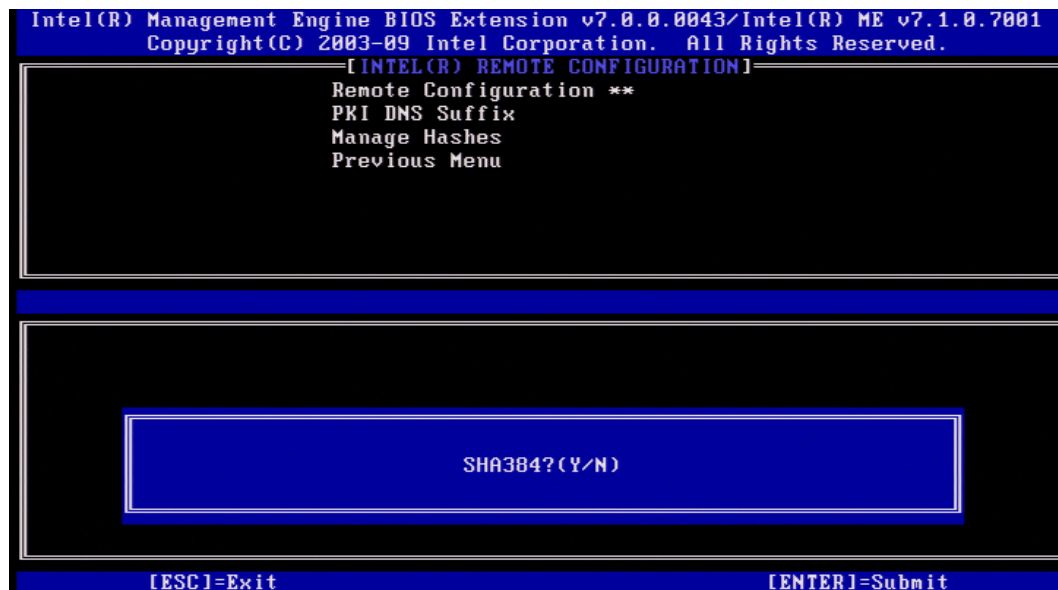 Intel(R) Management Engine BIOS Extension v7.0.0.0043/Intel(R) ME v7.1.0.7001
Copyright(C) 2003-09 Intel Corporation. All Rights Reserved.
[INTEL(R) REMOTE CONFIGURATION]
Remote Configuration **
PKI DNS Suffix
Manage Hashes
Previous Menu
SHA384?(Y/N)
[ESC]=Exit [ENTER]=Submit